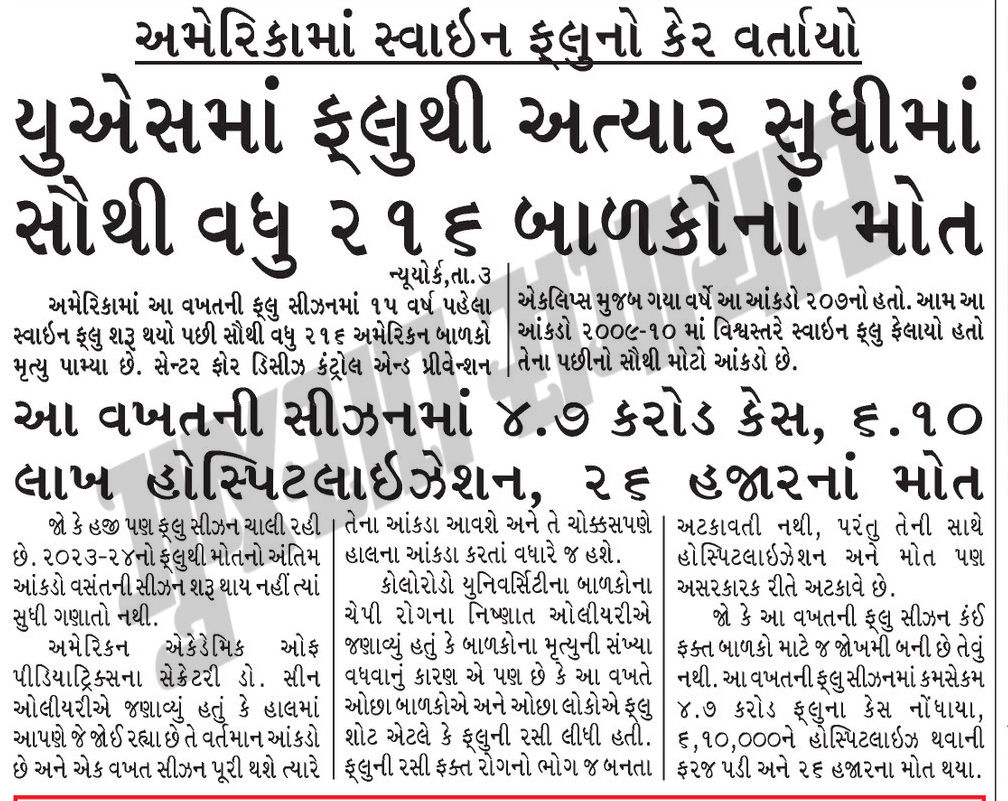 અમેરિકામાં સ્વાઇન ફ્લુનો કેર વર્તાયો
યુએસમાં ફ્લુથી અત્યાર સુધીમાં
સૌથી વધુ ૨૧૬ બાળકોનાં મોત
ન્યૂયોર્ક,તા.૩
અમેરિકામાં આ વખતની ફ્લુ સીઝનમાં ૧૫ વર્ષ પહેલા
સ્વાઇન ફ્લુ શરૂ થયો પછી સૌથી વધુ ૨૧૬ અમેરિકન બાળકો
મૃત્યુ પામ્યા છે. સેન્ટર ફોર ડિસીઝ કંટ્રોલ એન્ડ પ્રીવેન્શન
એકલિપ્સ મુજબ ગયા વર્ષે આ આંકડો ૨૦૭નો હતો. આમ આ
આંકડો ૨૦૦૯-૧૦ માં વિશ્વસ્તરે સ્વાઇન ફ્લુ ફેલાયો હતો
તેના પછીનો સૌથી મોટો આંકડો છે.
આ વખતની સીઝનમાં ૪.૭ કરોડ કેસ, ૬.૧૦
લાખ હોસ્પિટલાઈઝેશન, ૨૬ હજારનાં મોત
જો કે હજી પણ ફ્લુ સીઝન ચાલી રહી
છે. ૨૦૨૩-૨૪નો ફ્લુથી મોતનો અંતિમ
આંકડો વસંતની સીઝન શરૂ થાય નહીં ત્યાં
સુધી ગણાતો નથી.
અમેરિકન એકેડેમિક ઓફ
પીડિયાટ્રિક્સના સેક્રેટરી ડો. સીન
ઓલીયરીએ જણાવ્યું હતું કે હાલમાં
આપણે જે જોઈ રહ્યા છે તે વર્તમાન આંકડો
છે અને એક વખત સીઝન પૂરી થશે ત્યારે
તેના આંકડા આવશે અને તે ચોક્કસપણે
હાલના આંકડા કરતાં વધારે જ હશે.
કોલોરોડો યુનિવર્સિટીના બાળકોના
ચેપી રોગના નિષ્ણાત ઓલીયરીએ
જણાવ્યું હતું કે બાળકોના મૃત્યુની સંખ્યા
વધવાનું કારણ એ પણ છે કે આ વખતે
ઓછા બાળકોએ અને ઓછા લોકોએ ફ્લુ
શોટ એટલે કે ફ્લુની રસી લીધી હતી.
ફ્લુની રસી ફક્ત રોગનો ભોગ જ બનતા
અટકાવતી નથી, પરંતુ તેની સાથે
હોસ્પિટલાઇઝેશન અને મોત પણ
અસરકારક રીતે અટકાવે છે.
જો કે આ વખતની ફ્લુ સીઝન કંઈ
ફક્ત બાળકો માટે જ જોખમી બની છે તેવું
નથી. આ વખતની ફ્લુ સીઝનમાં કમસેકમ
૪.૭ કરોડ ફ્લુના કેસ નોંધાયા,
૬,૧૦,૦૦૦ને હોસ્પિટલાઇઝ થવાની
ફરજ પડી અને ૨૬ હજારના મોત થયા.